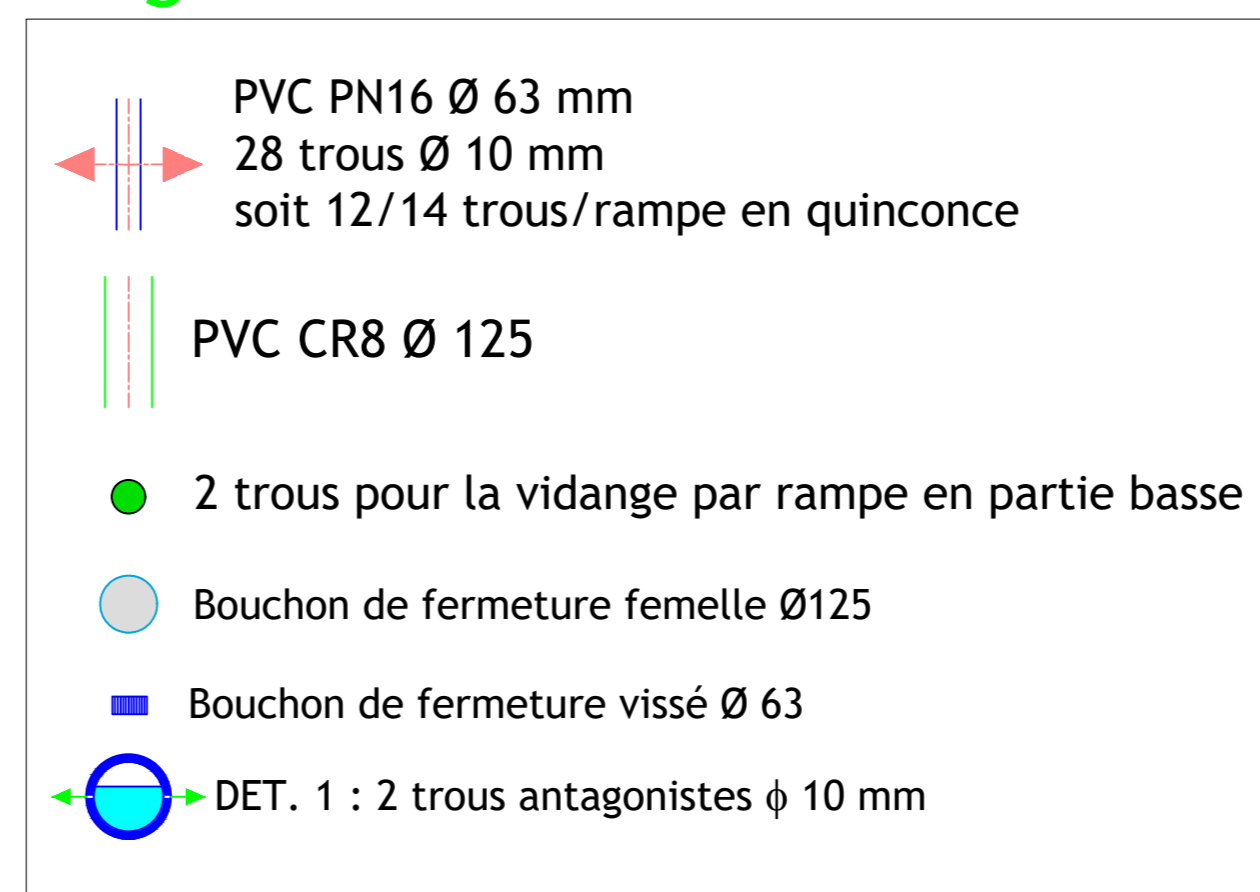 PVC PN16 Ø 63 mm
28 trous Ø 10 mm
soit 12/14 trous/rampe en quinconce
PVC CR8 Ø 125
2 trous pour la vidange par rampe en partie basse
Bouchon de fermeture femelle Ø125
Bouchon de fermeture vissé Ø 63
DET. 1 : 2 trous antagonistes ϕ 10 mm